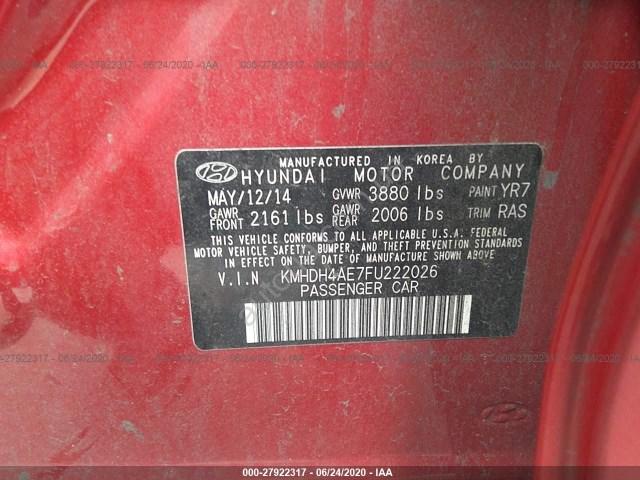 000-27922317 - 06/24/2020 - IAA
MANUFACTURED IN KOREA BY
HYUNDAI MOTOR COMPANY
MAY/12/14 GVWR 3880 lbs PAINT YR7
GAWR FRONT 2161 lbs GAWR REAR 2006 lbs TRIM RAS
THIS VEHICLE CONFORMS TO ALL APPLICABLE U.S.A. FEDERAL
MOTOR VEHICLE SAFETY, BUMPER, AND THEFT PREVENTION STANDARDS
IN EFFECT ON THE DATE OF MANUFACTURE SHOWN ABOVE.
V.I.N KMHDH4AE7FU222026
PASSENGER CAR
000-27922317 - 06/24/2020 - IAA